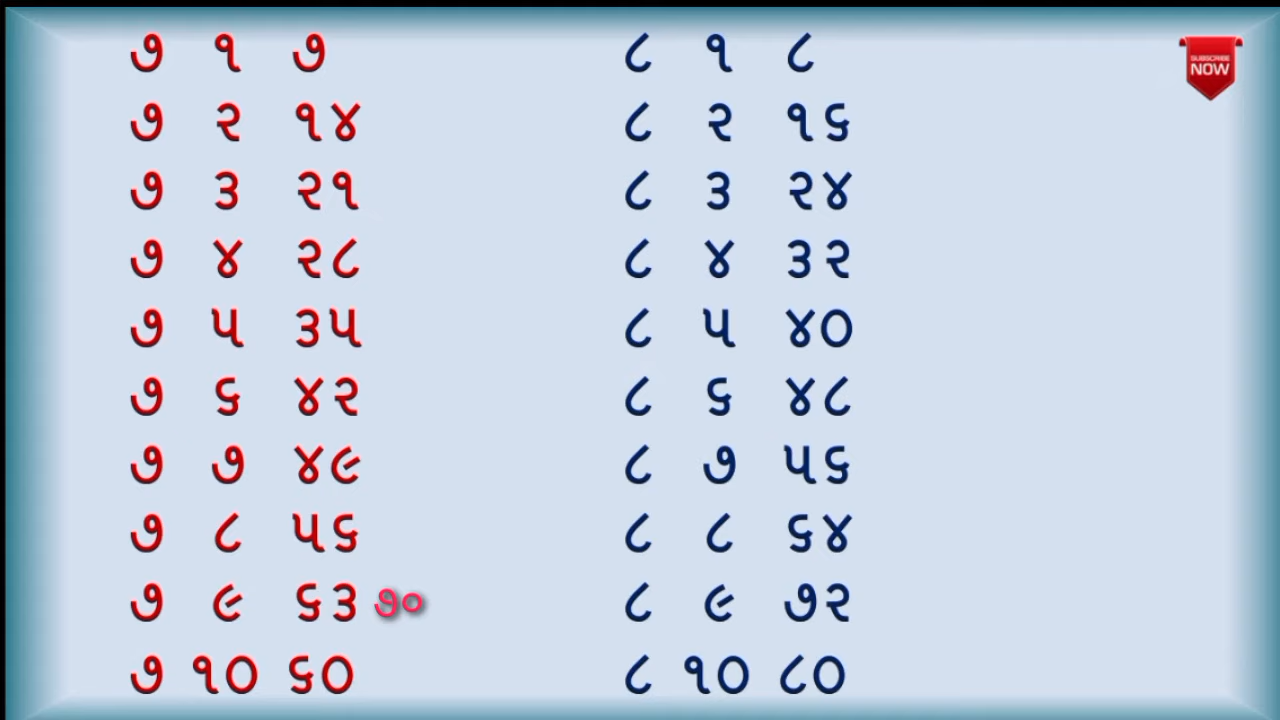 ૭ ૧ ૭ ૮ ૧ ૮
SUBSCRIBE
NOW
૭ ૨ ૧૪ ૮ ૨ ૧૬
૭ ૩ ૨૧ ૮ ૩ ૨૪
૭ ૪ ૨૮ ૮ ૪ ૩૨
૭ ૫ ૩૫ ૮ ૫ ૪૦
૭ ૬ ૪૨ ૮ ૬ ૪૮
૭ ૭ ૪૯ ૮ ૭ ૫૬
૭ ૮ ૫૬ ૮ ૮ ૬૪
૭ ૯ ૬૩ ૭૦ ૮ ૯ ૭૨
૭ ૧૦ ૬૦ ૮ ૧૦ ૮૦